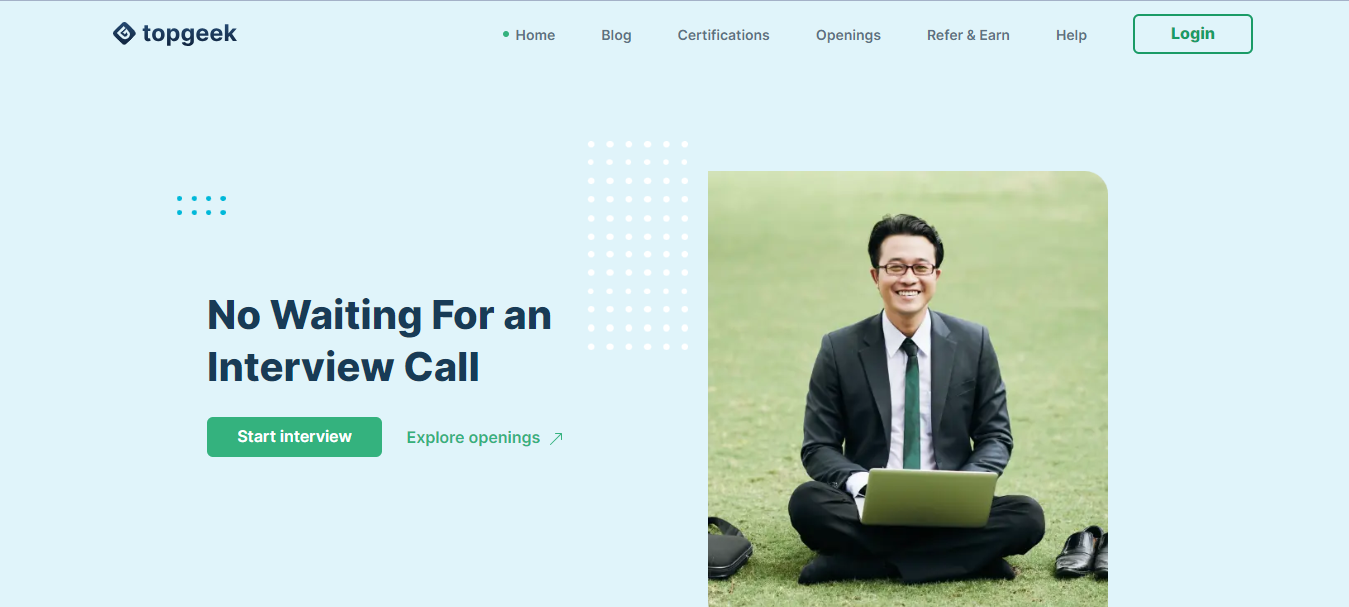 topgeek
Home Blog Certifications Openings Refer & Earn Help Login
No Waiting For an
Interview Call
Start interview Explore openings